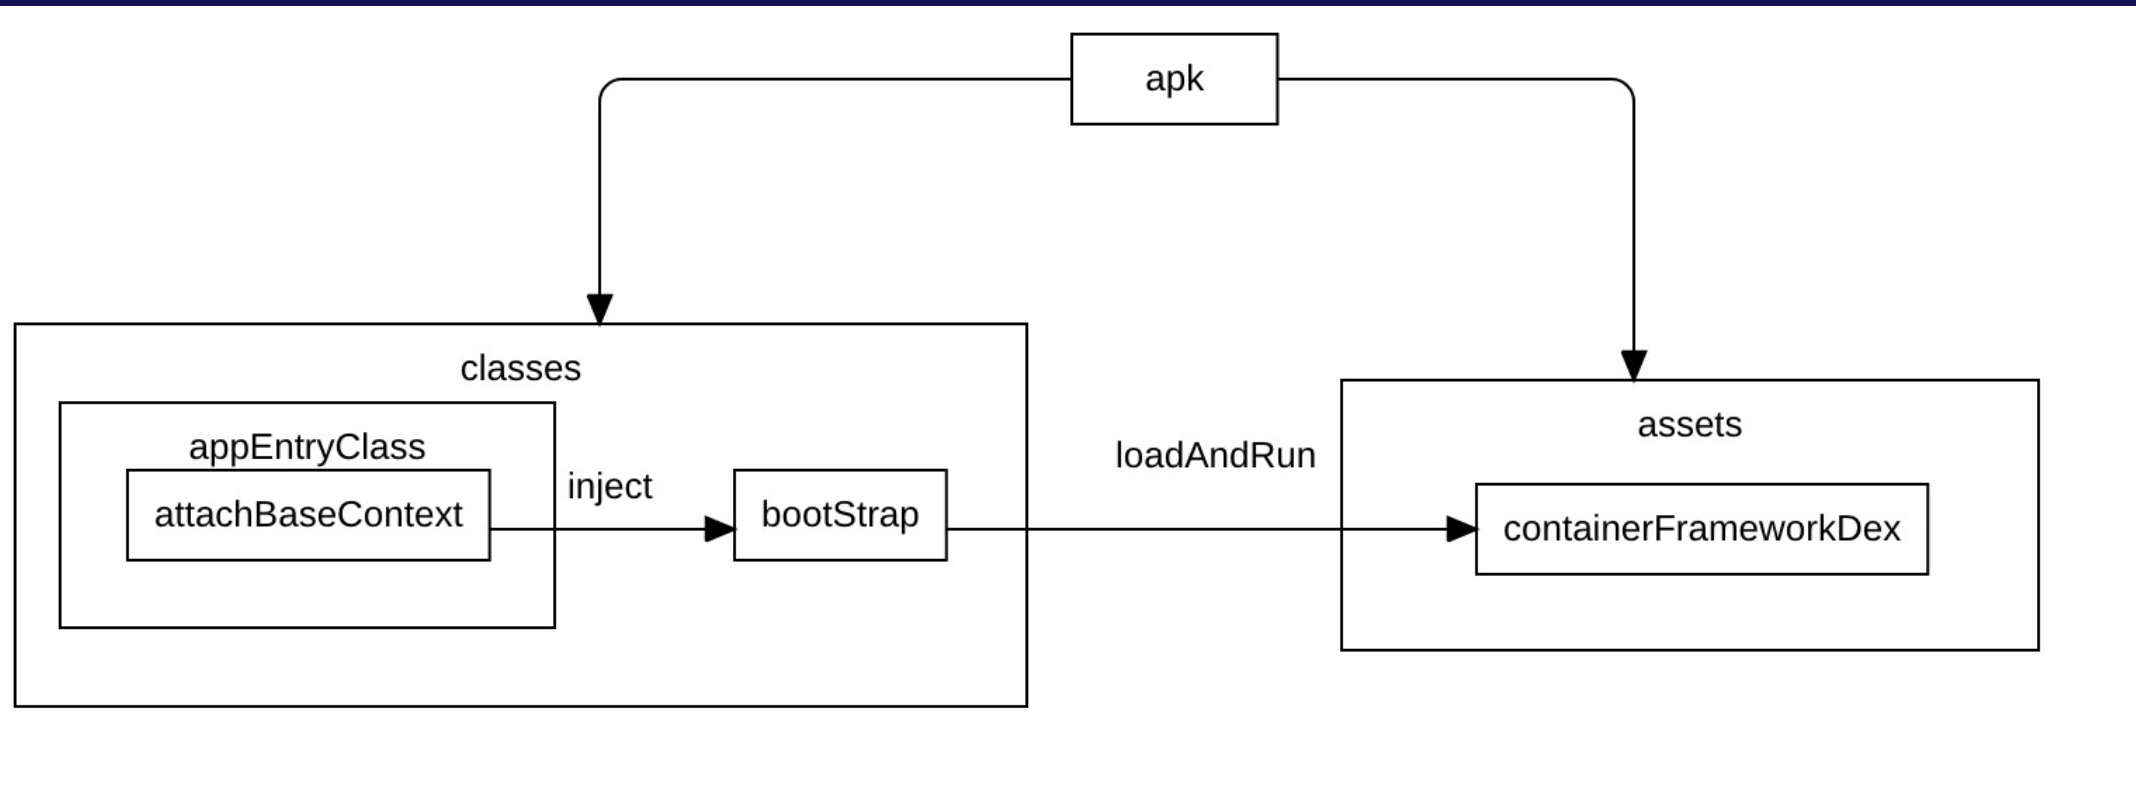 apk
classes
appEntryClass
attachBaseContext
inject
bootStrap
loadAndRun
assets
containerFrameworkDex